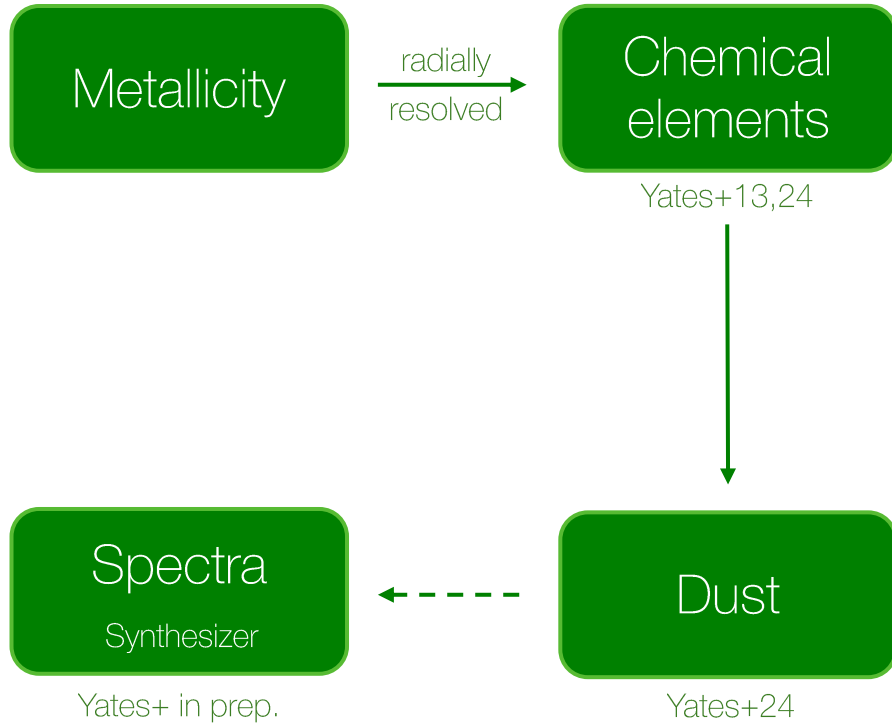 Metallicity
radially
resolved
Chemical
elements
Yates+13,24
Spectra
Synthesizer
Yates+ in prep.
Dust
Yates+24